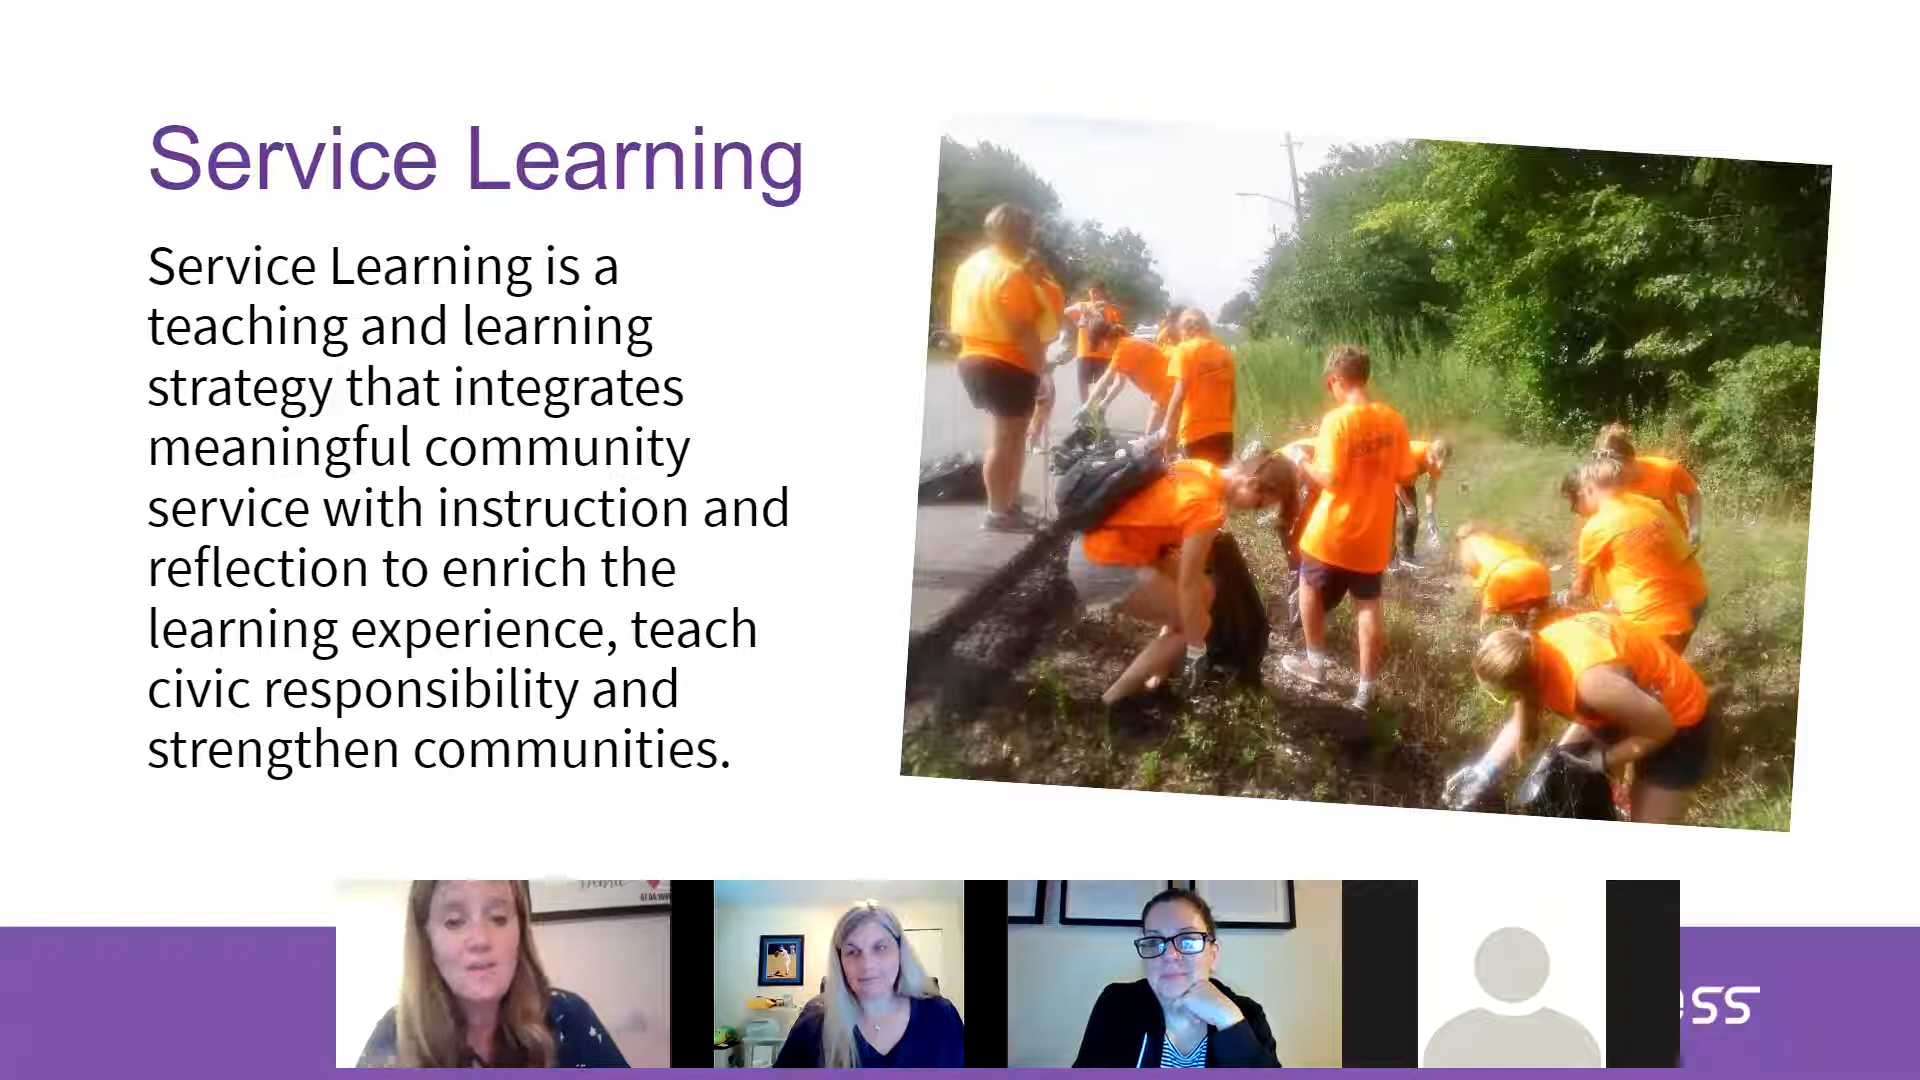 Service Learning
Service Learning is a
teaching and learning
strategy that integrates
meaningful community
service with instruction and
reflection to enrich the
learning experience, teach
civic responsibility and
strengthen communities.